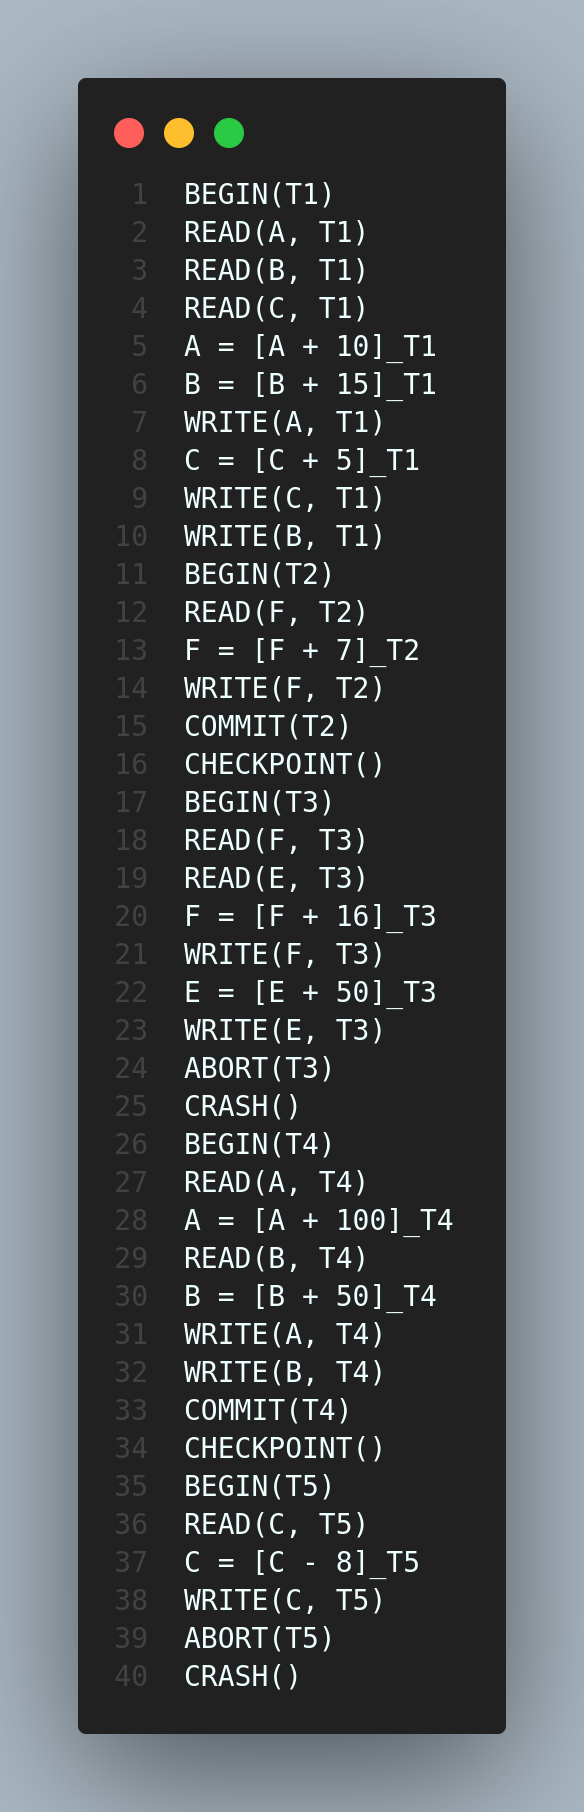 1 BEGIN(T1)
2 READ(A, T1)
3 READ(B, T1)
4 READ(C, T1)
5 A = [A + 10]_T1
6 B = [B + 15]_T1
7 WRITE(A, T1)
8 C = [C + 5]_T1
9 WRITE(C, T1)
10 WRITE(B, T1)
11 BEGIN(T2)
12 READ(F, T2)
13 F = [F + 7]_T2
14 WRITE(F, T2)
15 COMMIT(T2)
16 CHECKPOINT()
17 BEGIN(T3)
18 READ(F, T3)
19 READ(E, T3)
20 F = [F + 16]_T3
21 WRITE(F, T3)
22 E = [E + 50]_T3
23 WRITE(E, T3)
24 ABORT(T3)
25 CRASH()
26 BEGIN(T4)
27 READ(A, T4)
28 A = [A + 100]_T4
29 READ(B, T4)
30 B = [B + 50]_T4
31 WRITE(A, T4)
32 WRITE(B, T4)
33 COMMIT(T4)
34 CHECKPOINT()
35 BEGIN(T5)
36 READ(C, T5)
37 C = [C - 8]_T5
38 WRITE(C, T5)
39 ABORT(T5)
40 CRASH()